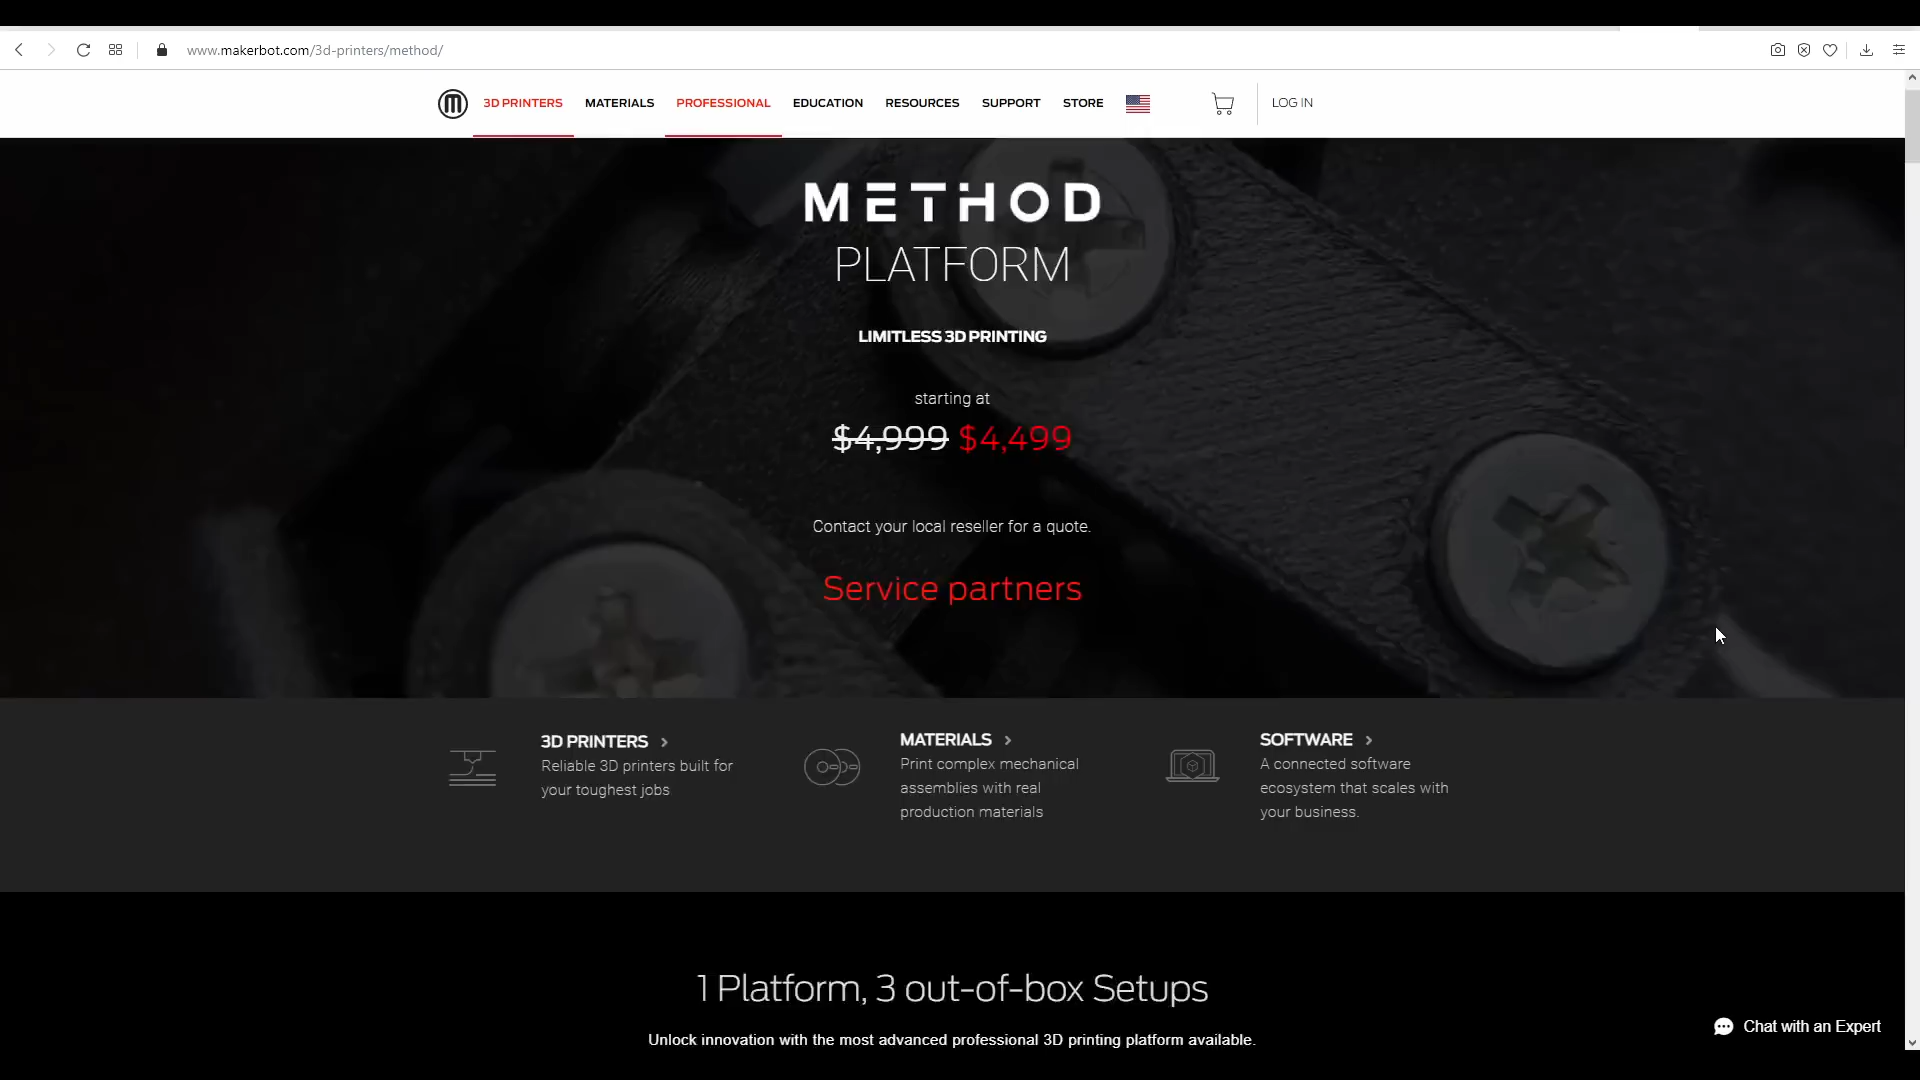 www.makerbot.com/3d-printers/method/
3D PRINTERS MATERIALS PROFESSIONAL EDUCATION RESOURCES SUPPORT STORE LOG IN
METHOD
PLATFORM
LIMITLESS 3D PRINTING
starting at
$4,999 $4,499
Contact your local reseller for a quote.
Service partners
3D PRINTERS
Reliable 3D printers built for
your toughest jobs
MATERIALS
Print complex mechanical
assemblies with real
production materials
SOFTWARE
A connected software
ecosystem that scales with
your business.
1 Platform, 3 out-of-box Setups
Unlock innovation with the most advanced professional 3D printing platform available.
Chat with an Expert